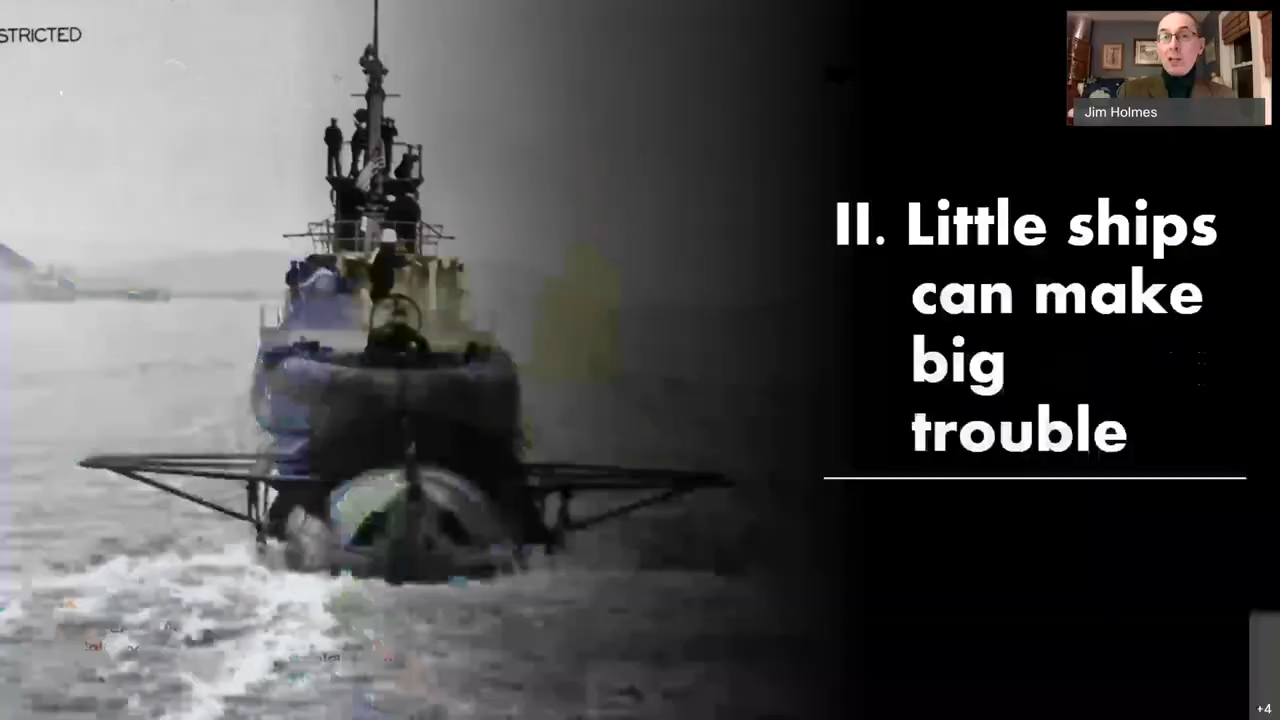 STRICTED
Jim Holmes
II. Little ships
can make
big
trouble
+4